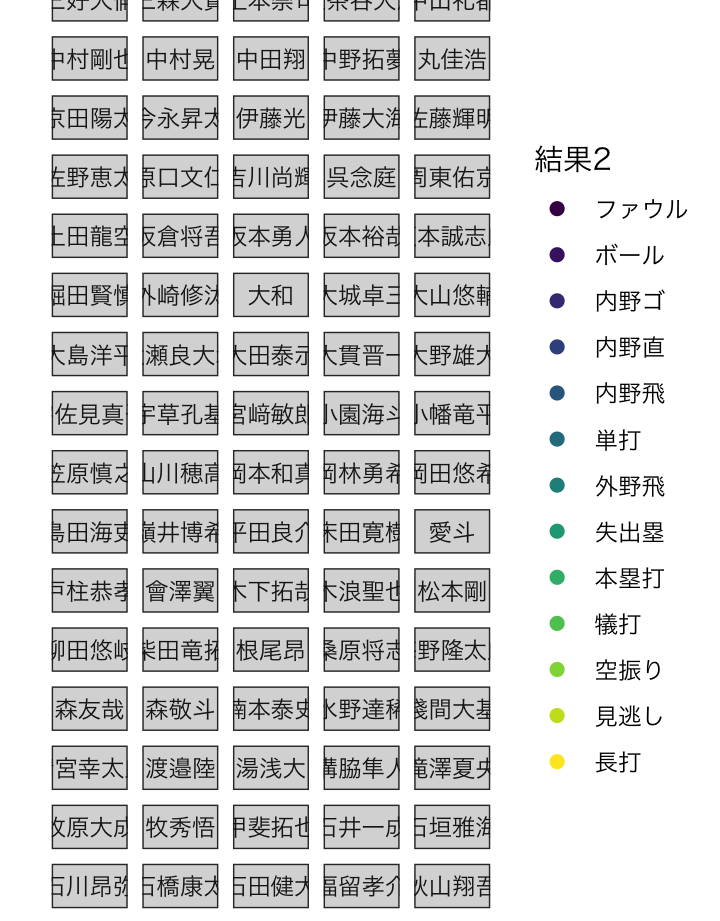 中村剛也 中村晃 中田翔 中野拓夢 丸佳浩
京田陽太 今永昇太 伊藤光 伊藤大海 佐藤輝明
佐野恵太 原口文仁 吉川尚輝 呉念庭 周東佑京
上田龍空 坂倉将吾 坂本勇人 坂本裕哉 坂本誠志郎
堀田賢慎 外崎修汰 大和 大城卓三 大山悠輔
大島洋平 大瀬良大地 大田泰示 大貫晋一 大野雄大
宇佐見真吾 宇草孔基 宮﨑敏郎 小園海斗 小幡竜平
笠原慎之 山川穂高 岡本和真 岡林勇希 岡田悠希
島田海吏 嶺井博希 平田良介 床田寛樹 愛斗
戸柱恭孝 會澤翼 木下拓哉 木浪聖也 松本剛
柳田悠岐 柴田竜拓 根尾昂 桑原将志 野隆太
森友哉 森敬斗 楠本泰史 水野達稀 淺間大基
宮幸太 渡邉陸 湯浅大 溝脇隼人 滝澤夏央
牧原大成 牧秀悟 甲斐拓也 石井一成 石垣雅海
石川昂弥 石橋康太 石田健大 福留孝介 秋山翔吾
結果2
ファウル
ボール
内野ゴ
内野直
内野飛
単打
外野飛
失出塁
本塁打
犠打
空振り
見逃し
長打